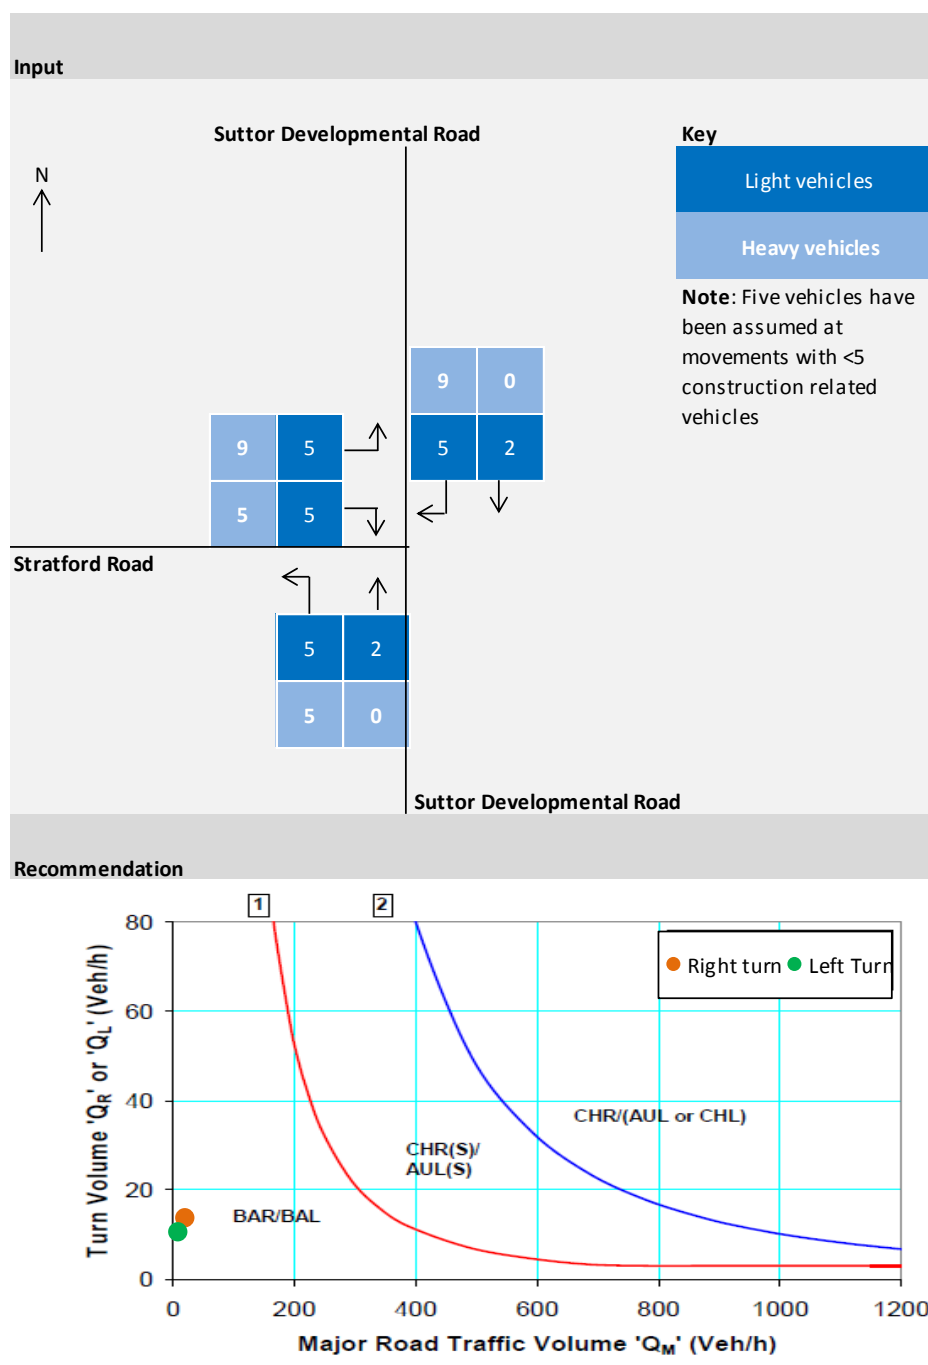 Input
Suttor Developmental Road
Key
N
Light vehicles
Heavy vehicles
Note: Five vehicles have
been assumed at
movements with <5
construction related
vehicles
9 0
5 2
9 5
5 5
Stratford Road
5 2
5 0
Suttor Developmental Road
Recommendation
1 2
80
60
40
20
0
Turn Volume 'QR' or 'QL' (Veh/h)
Right turn Left Turn
CHR/(AUL or CHL)
CHR(S)/
AUL(S)
BAR/BAL
0 200 400 600 800 1000 1200
Major Road Traffic Volume 'QM' (Veh/h)